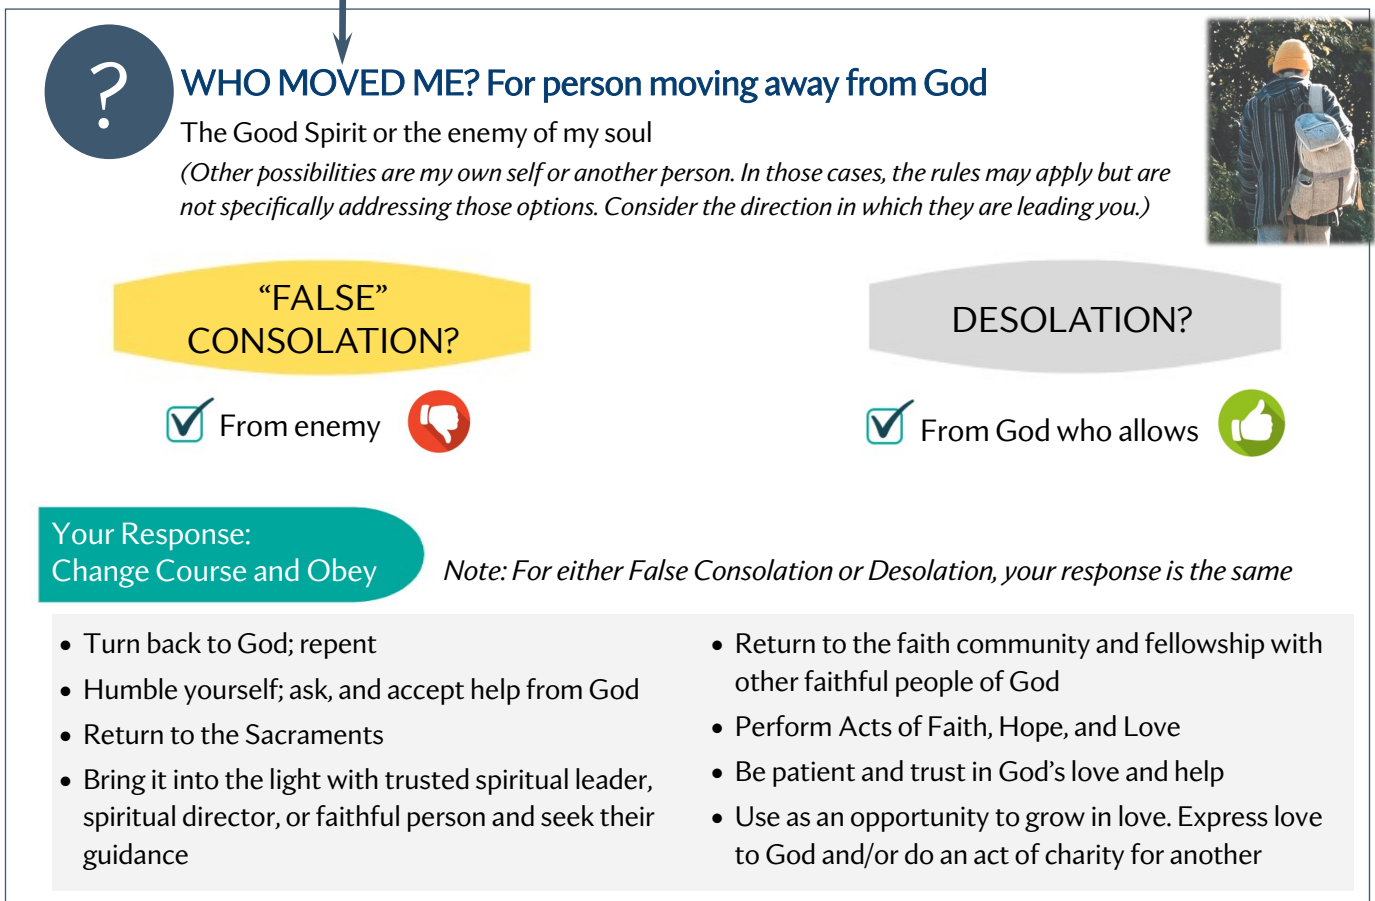 ?
WHO MOVED ME? For person moving away from God
The Good Spirit or the enemy of my soul
(Other possibilities are my own self or another person. In those cases, the rules may apply but are
not specifically addressing those options. Consider the direction in which they are leading you.)
“FALSE”
CONSOLATION?
From enemy
DESOLATION?
From God who allows
Your Response:
Change Course and Obey
Note: For either False Consolation or Desolation, your response is the same
• Turn back to God; repent
• Humble yourself; ask, and accept help from God
• Return to the Sacraments
• Bring it into the light with trusted spiritual leader,
spiritual director, or faithful person and seek their
guidance
• Return to the faith community and fellowship with
other faithful people of God
• Perform Acts of Faith, Hope, and Love
• Be patient and trust in God’s love and help
• Use as an opportunity to grow in love. Express love
to God and/or do an act of charity for another